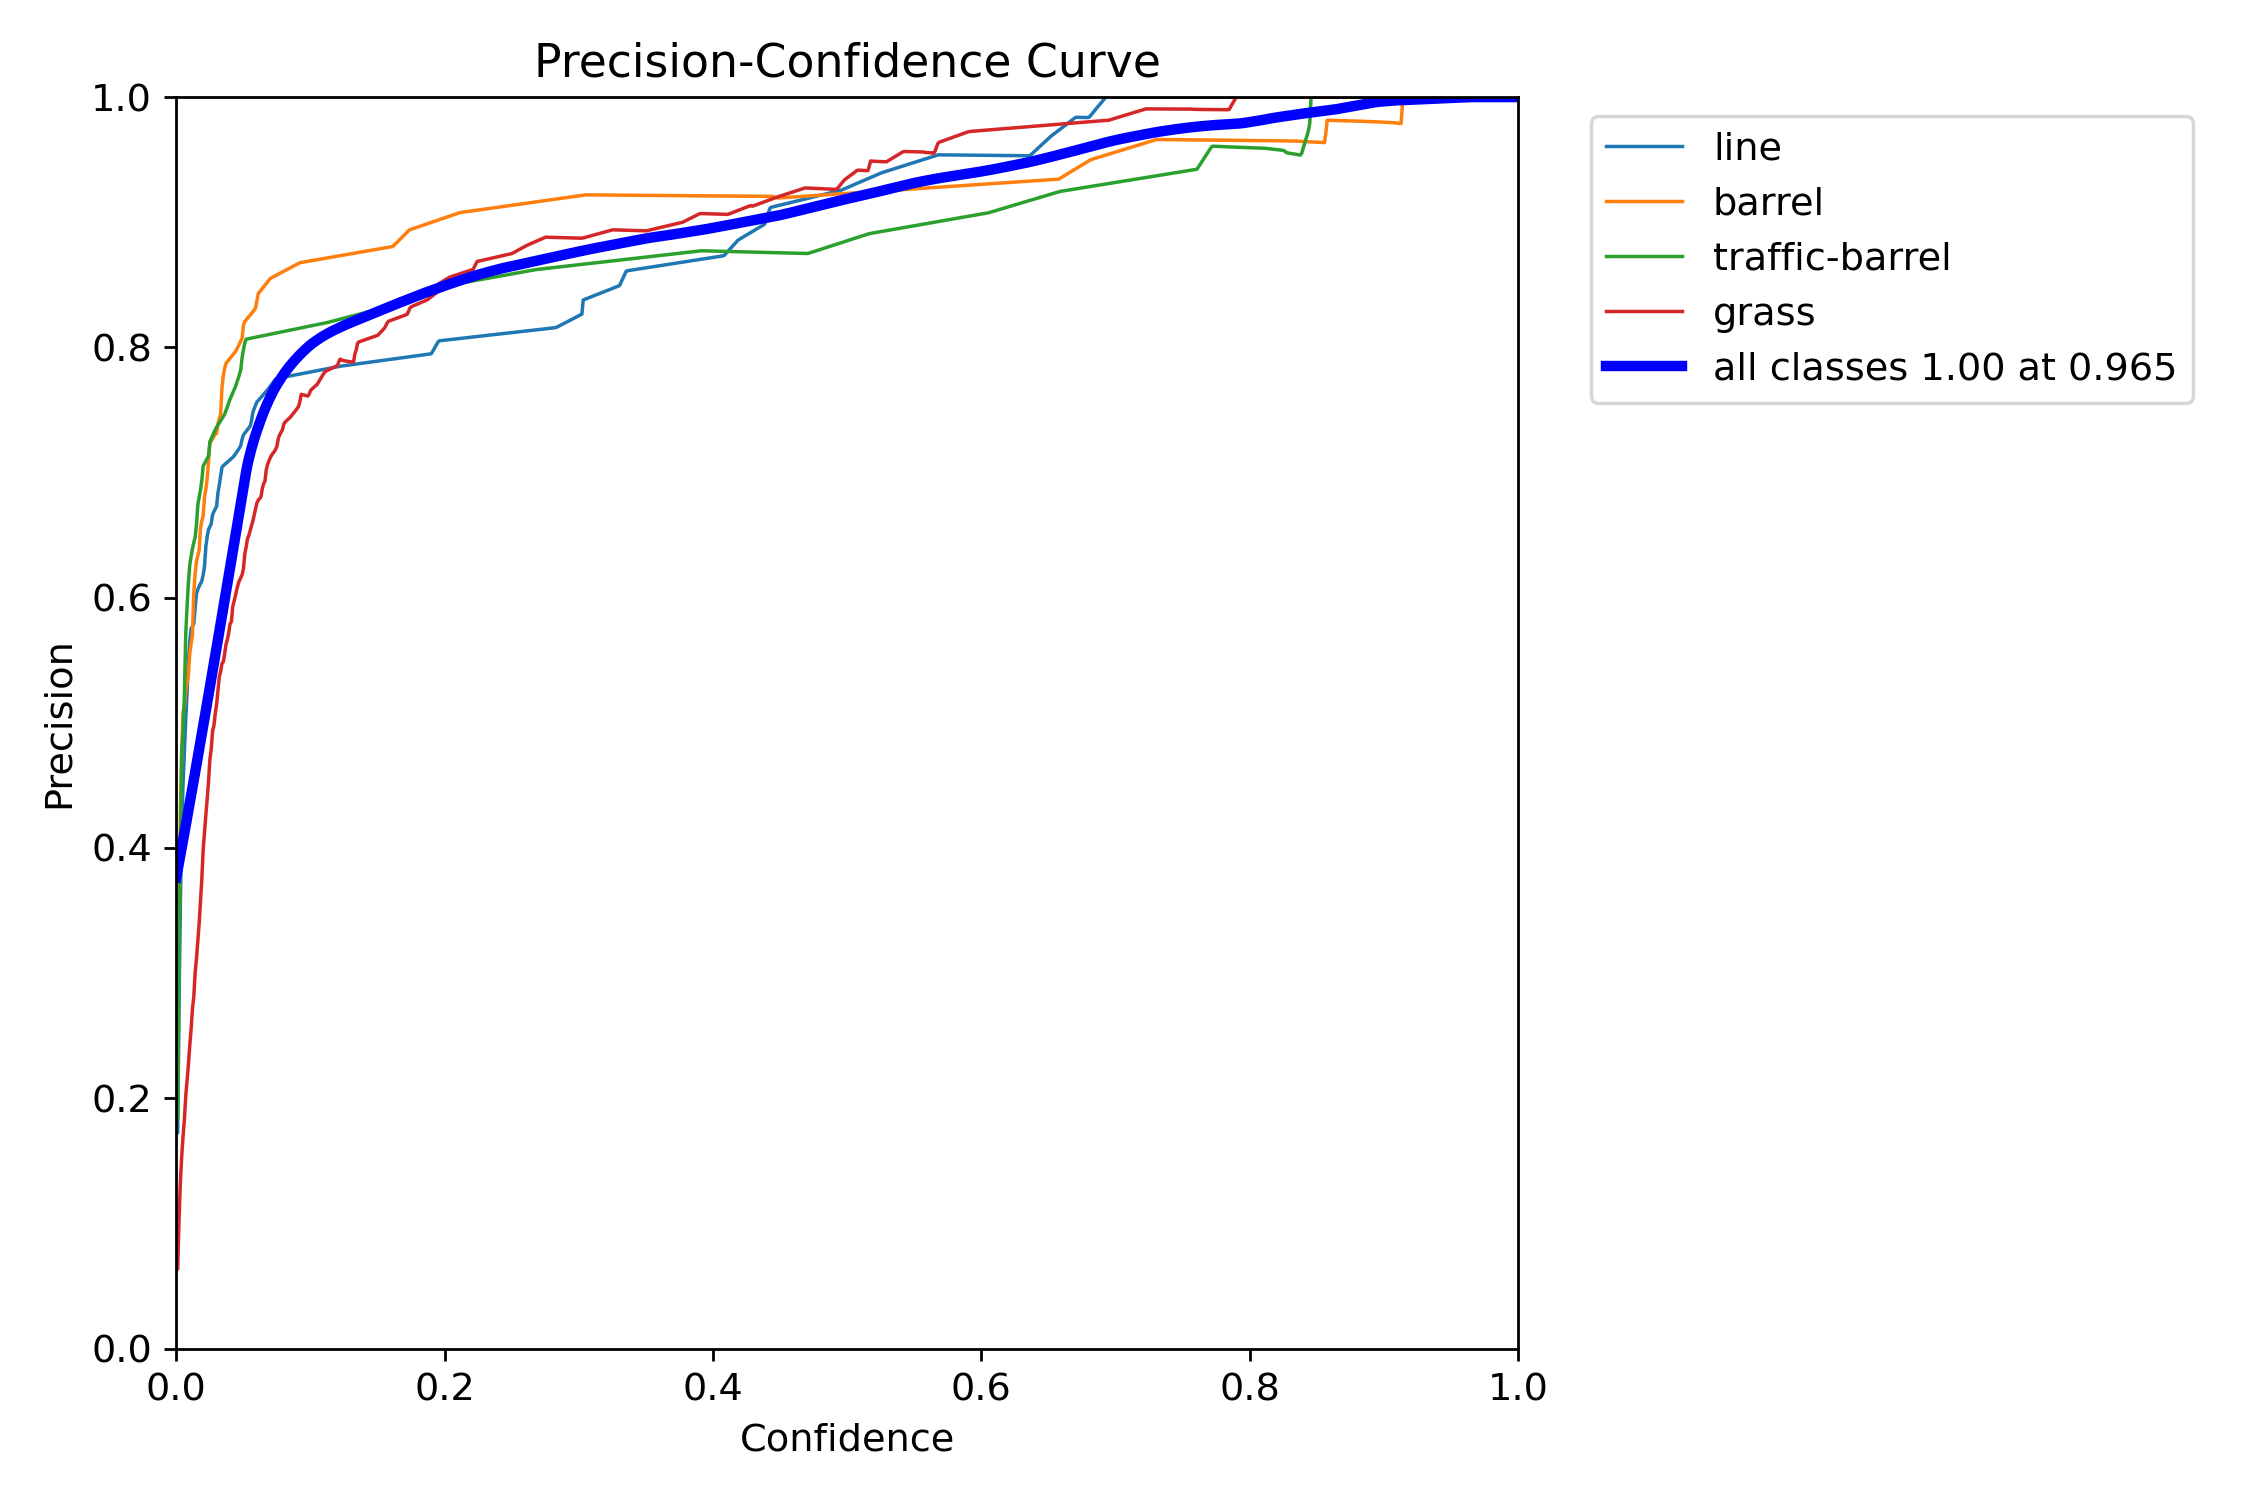 Precision-Confidence Curve
1.0
0.8
0.6
0.4
0.2
0.0
Precision
0.0 0.2 0.4 0.6 0.8 1.0
Confidence
line
barrel
traffic-barrel
grass
all classes 1.00 at 0.965